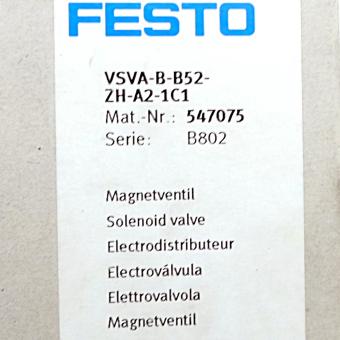 FESTO
VSVA-B-B52-
ZH-A2-1C1
Mat.-Nr.: 547075
Serie: B802
Magnetventil
Solenoid valve
Electrodistributeur
Electroválvula
Elettrovalvola
Magnetventil